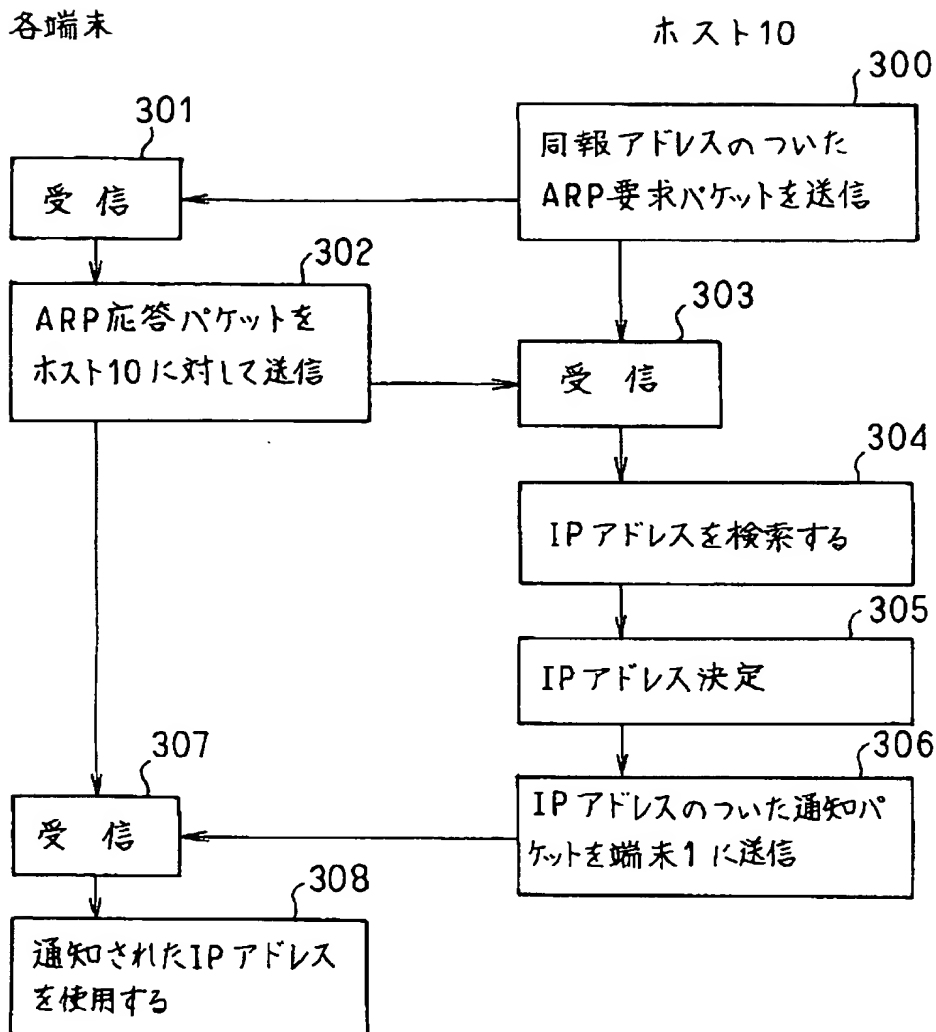 各端末
ホスト10
300
同報アドレスのついた
ARP要求パケットを送信
301
受信
302
ARP応答パケットを
ホスト10に対して送信
303
受信
304
IPアドレスを検索する
305
IPアドレス決定
306
IPアドレスのついた通知パ
ケットを端末1に送信
307
受信
308
通知されたIPアドレス
を使用する